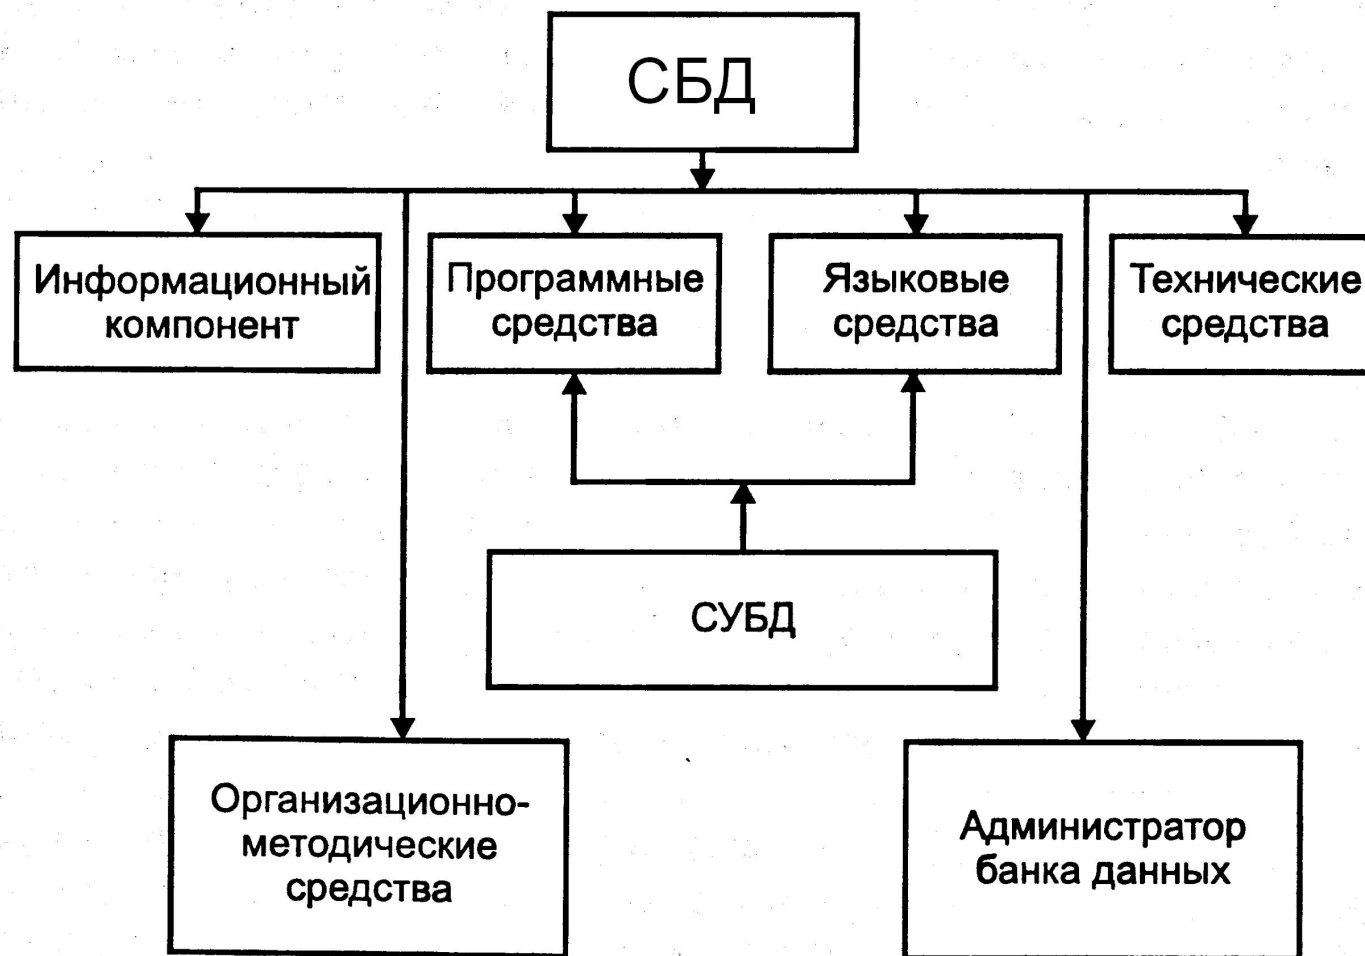 СБД
Информационный
компонент
Программные
средства
Языковые
средства
Технические
средства
СУБД
Организационно-
методические
средства
Администратор
банка данных